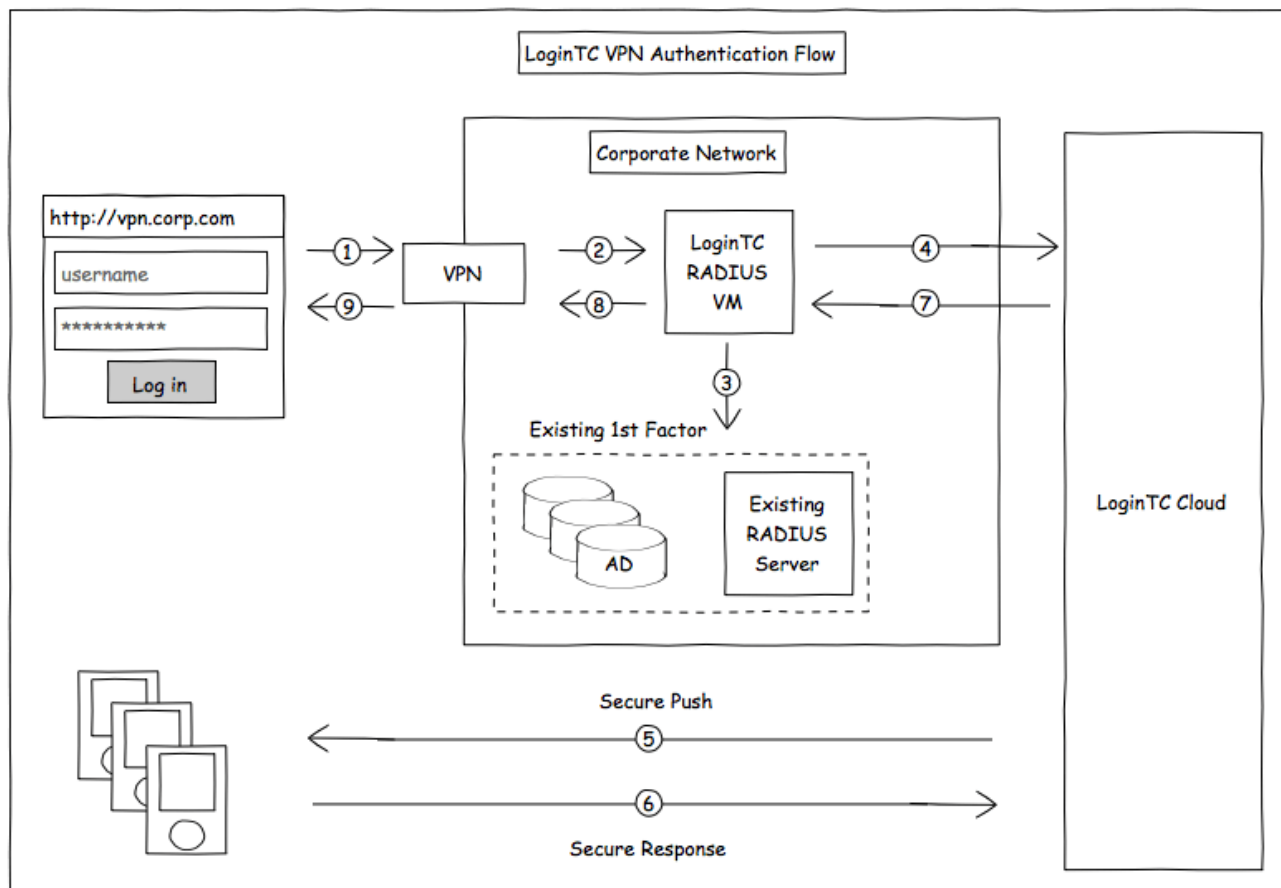 LoginTC VPN Authentication Flow
Corporate Network
http://vpn.corp.com
username
**********
Log in
1
9
VPN
2
8
LoginTC
RADIUS
VM
4
7
3
Existing 1st Factor
AD
Existing
RADIUS
Server
LoginTC Cloud
Secure Push
5
6
Secure Response